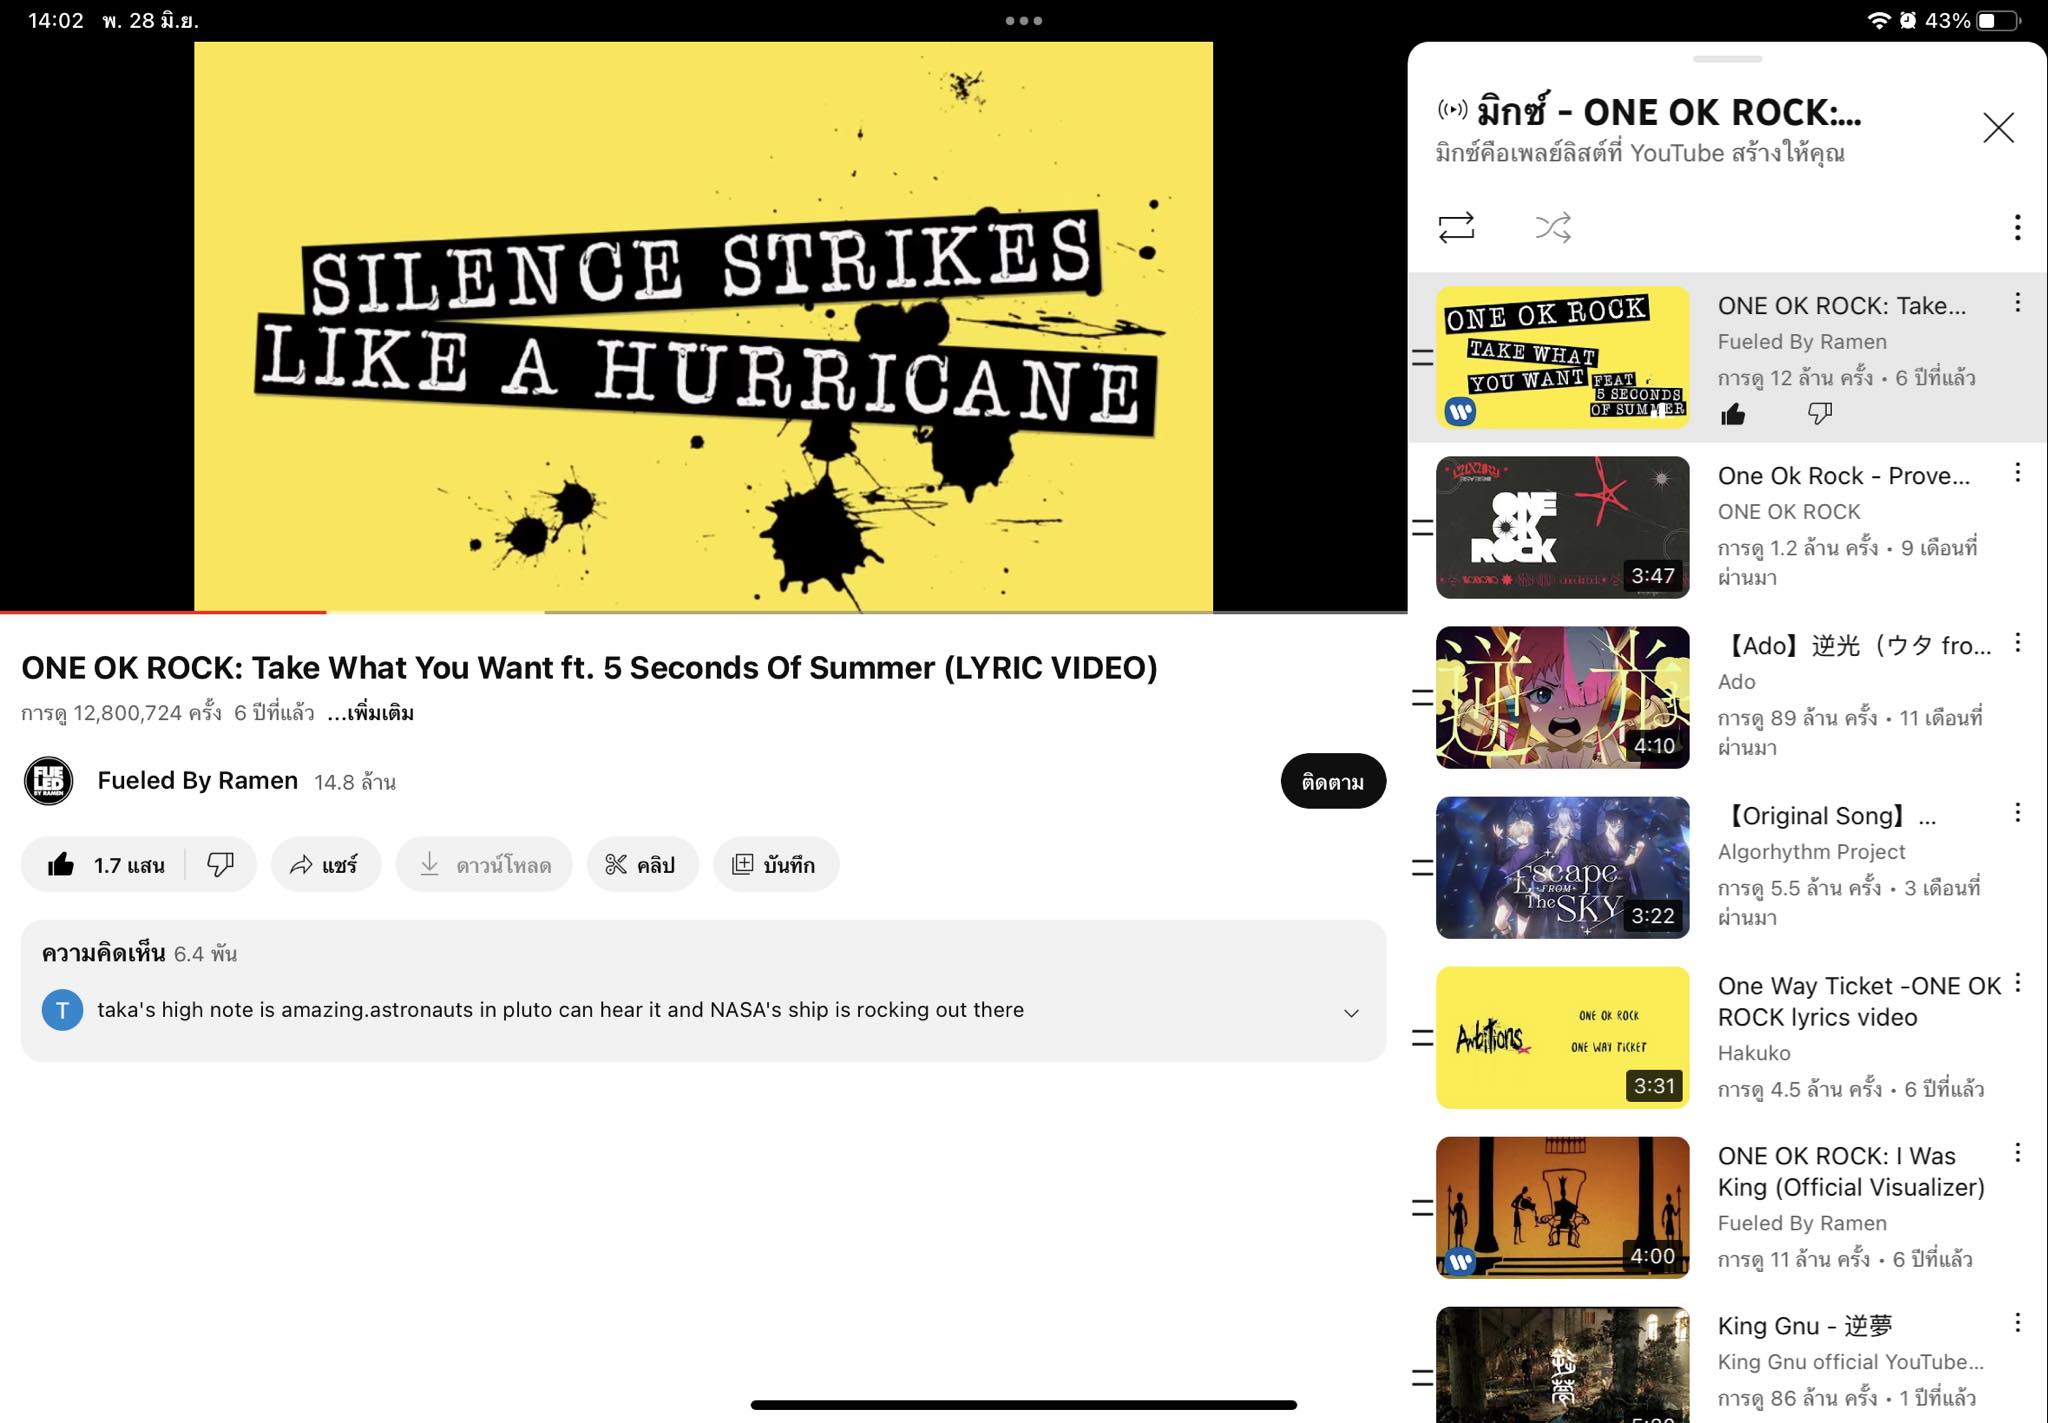 14:02 พ. 28 มิ.ย.
43%
SILENCE STRIKES
LIKE A HURRICANE
ONE OK ROCK: Take What You Want ft. 5 Seconds Of Summer (LYRIC VIDEO)
การดู 12,800,724 ครั้ง 6 ปีที่แล้ว ...เพิ่มเติม
FUE
LED
BY RAMEN
Fueled By Ramen 14.8 ล้าน
ติดตาม
1.7 แสน
แชร์
ดาวน์โหลด
คลิป
บันทึก
ความคิดเห็น 6.4 พัน
T
taka's high note is amazing.astronauts in pluto can hear it and NASA's ship is rocking out there
มิกซ์ - ONE OK ROCK:...
มิกซ์คือเพลย์ลิสต์ที่ YouTube สร้างให้คุณ
ONE OK ROCK
TAKE WHAT
YOU WANT
FEAT
5 SECONDS
OF SUMMER
ONE OK ROCK: Take...
Fueled By Ramen
การดู 12 ล้าน ครั้ง • 6 ปีที่แล้ว
ONE
OK
ROCK
3:47
One Ok Rock - Prove...
ONE OK ROCK
การดู 1.2 ล้าน ครั้ง • 9 เดือนที่
ผ่านมา
逆光
4:10
【Ado】逆光（ウタ fro...
Ado
การดู 89 ล้าน ครั้ง • 11 เดือนที่
ผ่านมา
Escape
FROM
The SKY
3:22
【Original Song】...
Algorhythm Project
การดู 5.5 ล้าน ครั้ง • 3 เดือนที่
ผ่านมา
Ambitions
ONE OK ROCK
ONE WAY TICKET
3:31
One Way Ticket -ONE OK
ROCK lyrics video
Hakuko
การดู 4.5 ล้าน ครั้ง • 6 ปีที่แล้ว
4:00
ONE OK ROCK: I Was
King (Official Visualizer)
Fueled By Ramen
การดู 11 ล้าน ครั้ง • 6 ปีที่แล้ว
King Gnu - 逆夢
King Gnu official YouTube...
การดู 86 ล้าน ครั้ง • 1 ปีที่แล้ว